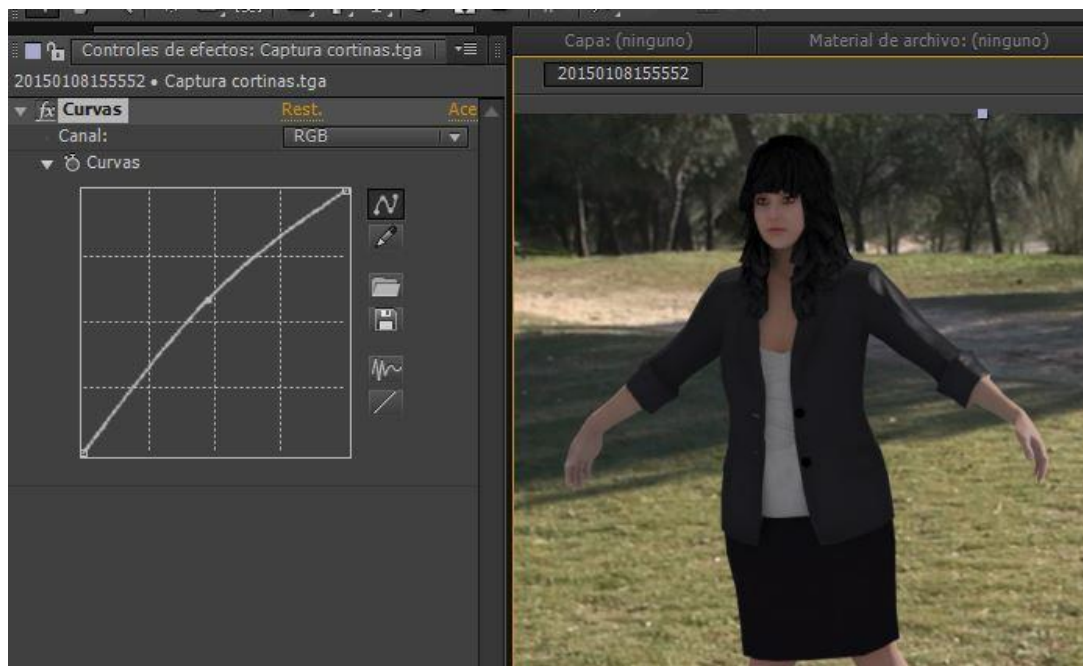 Controles de efectos: Captura cortinas.tga
Capa: (ninguno)
Material de archivo: (ninguno)
20150108155552 • Captura cortinas.tga
20150108155552
fx Curvas
Rest.
Ace
Canal:
RGB
Curvas